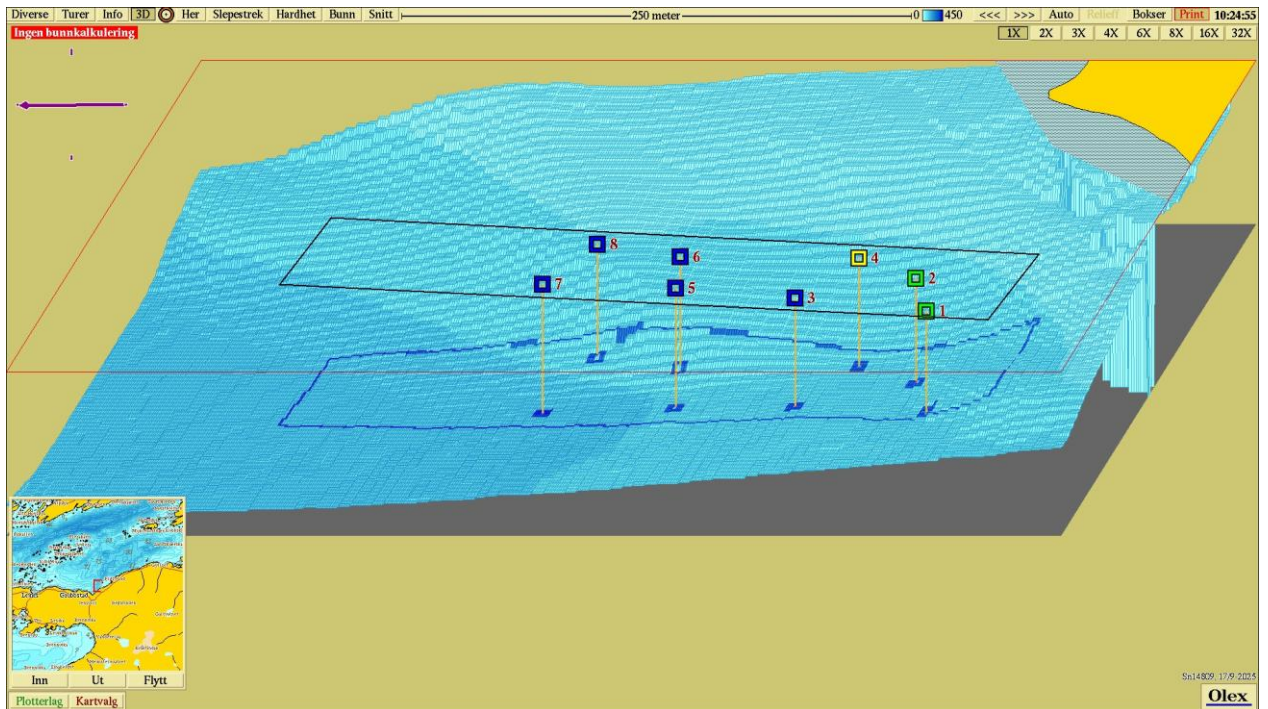 Diverse Turer Info 3D Her Slepestrek Hardhet Bunn Snitt 250 meter 0 450 <<< >>> Auto Relieff Bokser Print 10:24:55
Ingen bunnkalkulering
1X 2X 3X 4X 6X 8X 16X 32X
8
6
4
7
5
2
3
1
Inn Ut Flytt
Sn14809, 17/9-2025
Plotterlag Kartvalg
Olex